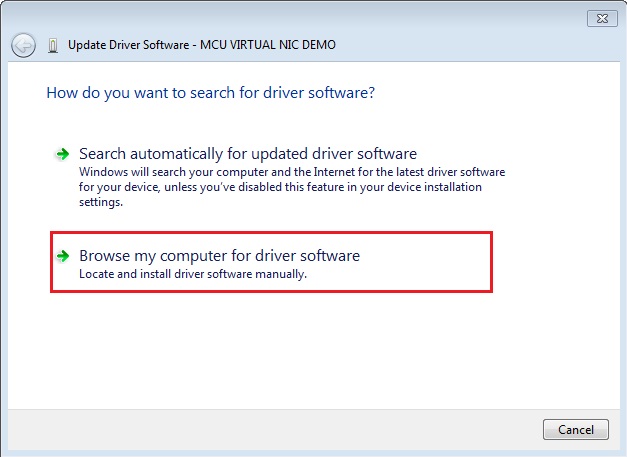 Update Driver Software - MCU VIRTUAL NIC DEMO
How do you want to search for driver software?
Search automatically for updated driver software
Windows will search your computer and the Internet for the latest driver software
for your device, unless you've disabled this feature in your device installation
settings.
Browse my computer for driver software
Locate and install driver software manually.
Cancel